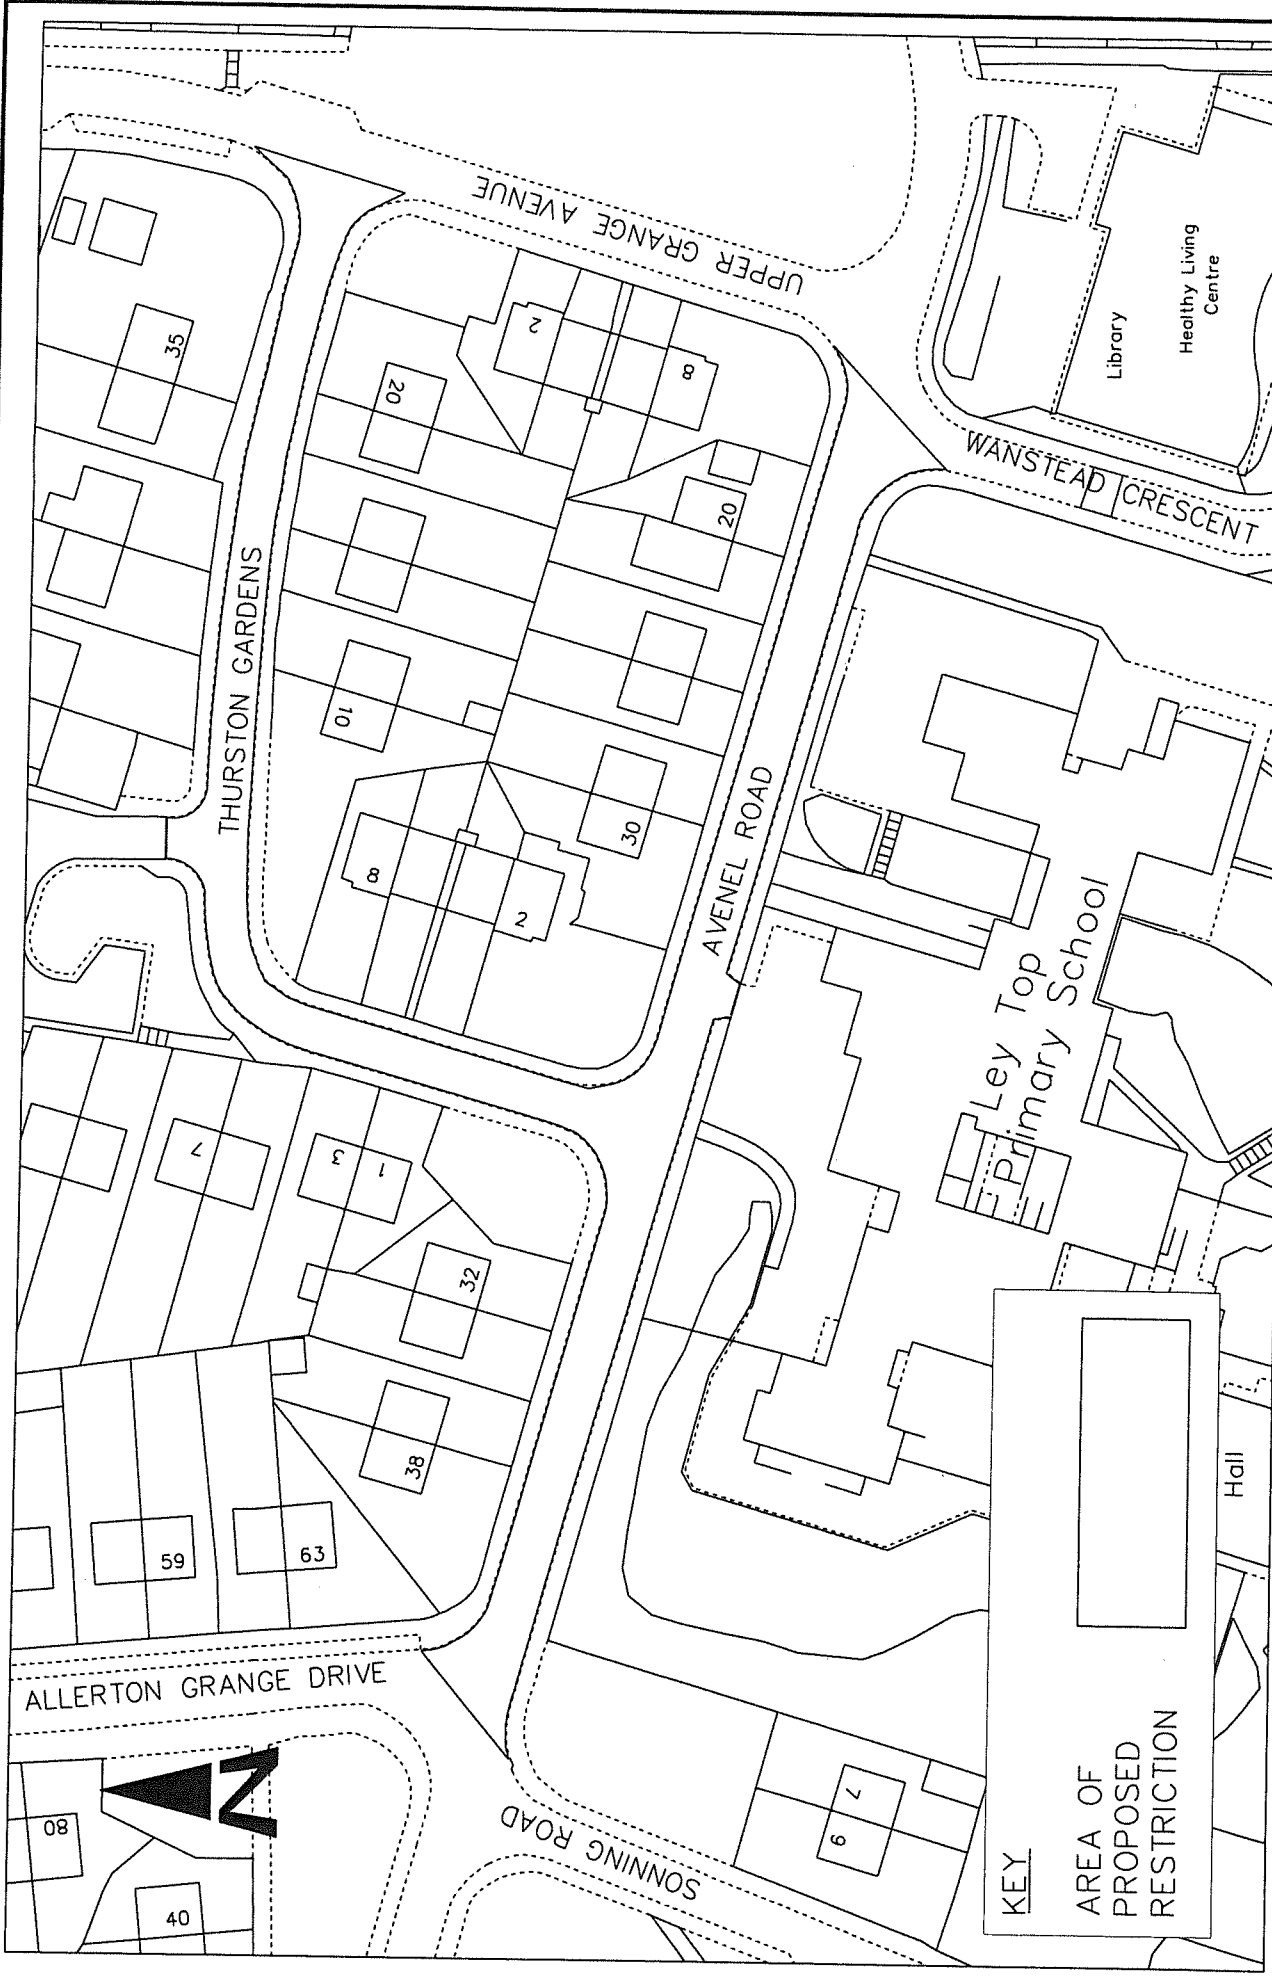 UPPER GRANGE AVENUE
35
20
2
8
20
Library
Healthy Living
Centre
WANSTEAD CRESCENT
THURSTON GARDENS
10
30
8
2
AVENEL ROAD
Ley Top
Primary School
7
3
1
32
38
59
63
Hall
ALLERTON GRANGE DRIVE
N
80
40
SONNING ROAD
7
9
KEY
AREA OF
PROPOSED
RESTRICTION